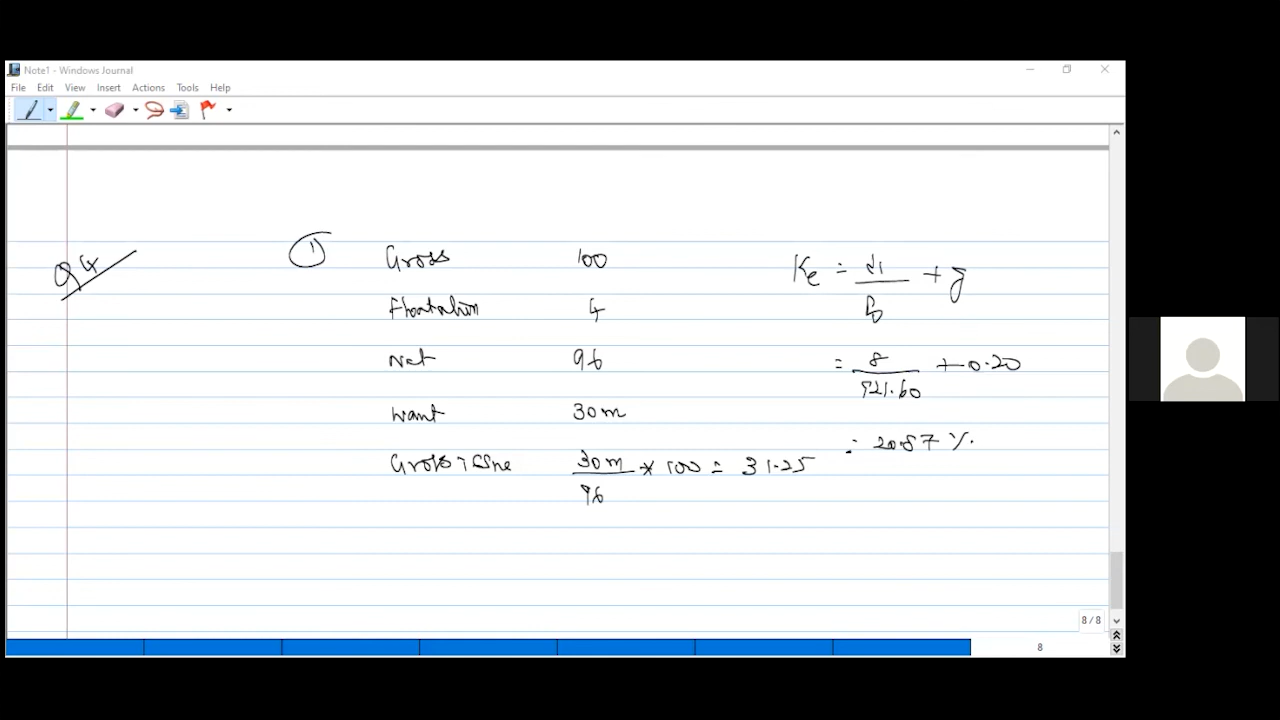 Note1 - Windows Journal
File Edit View Insert Actions Tools Help
Q4
1
Gross 100
Floatation 4
Net 96
want 30m
Gross issue 30m / 96 * 100 = 31.25
Ke = d1 / P0 + g
= 8 / 921.60 + 0.20
= 20.87 %
8 / 8
8